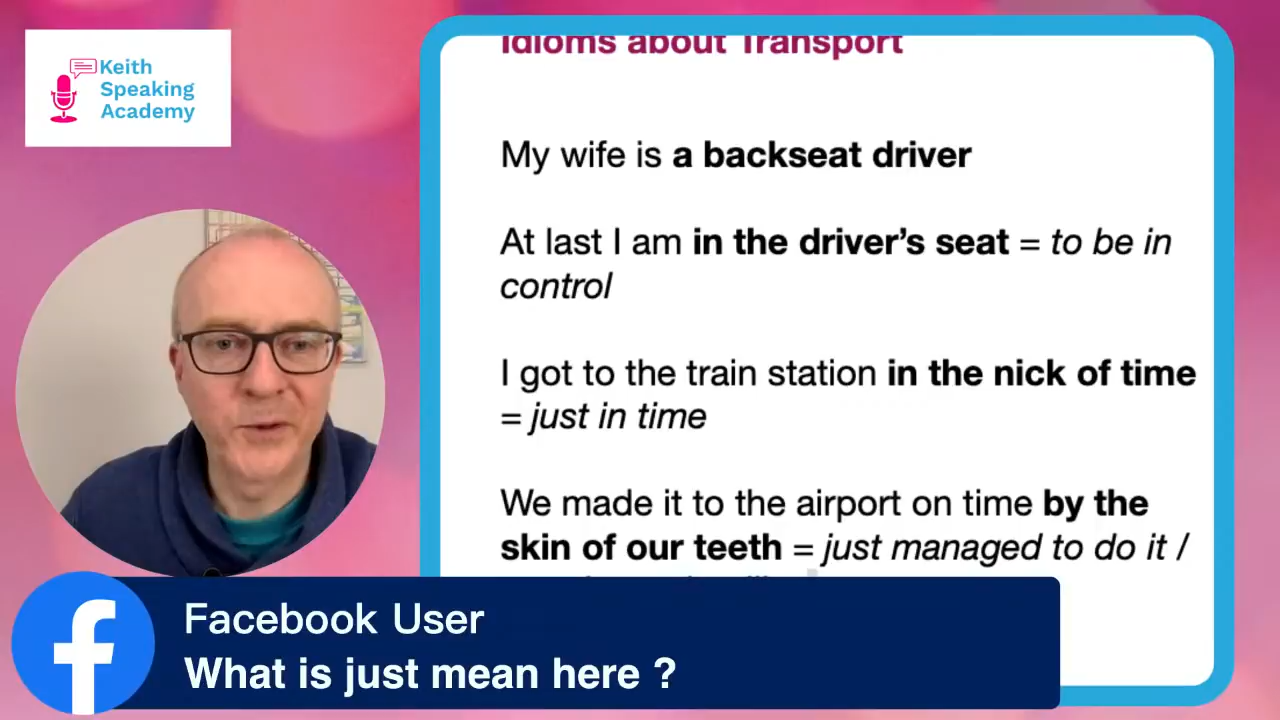 Keith
Speaking
Academy
Idioms about Transport
My wife is a backseat driver
At last I am in the driver's seat = to be in
control
I got to the train station in the nick of time
= just in time
We made it to the airport on time by the
skin of our teeth = just managed to do it /
Facebook User
What is just mean here ?